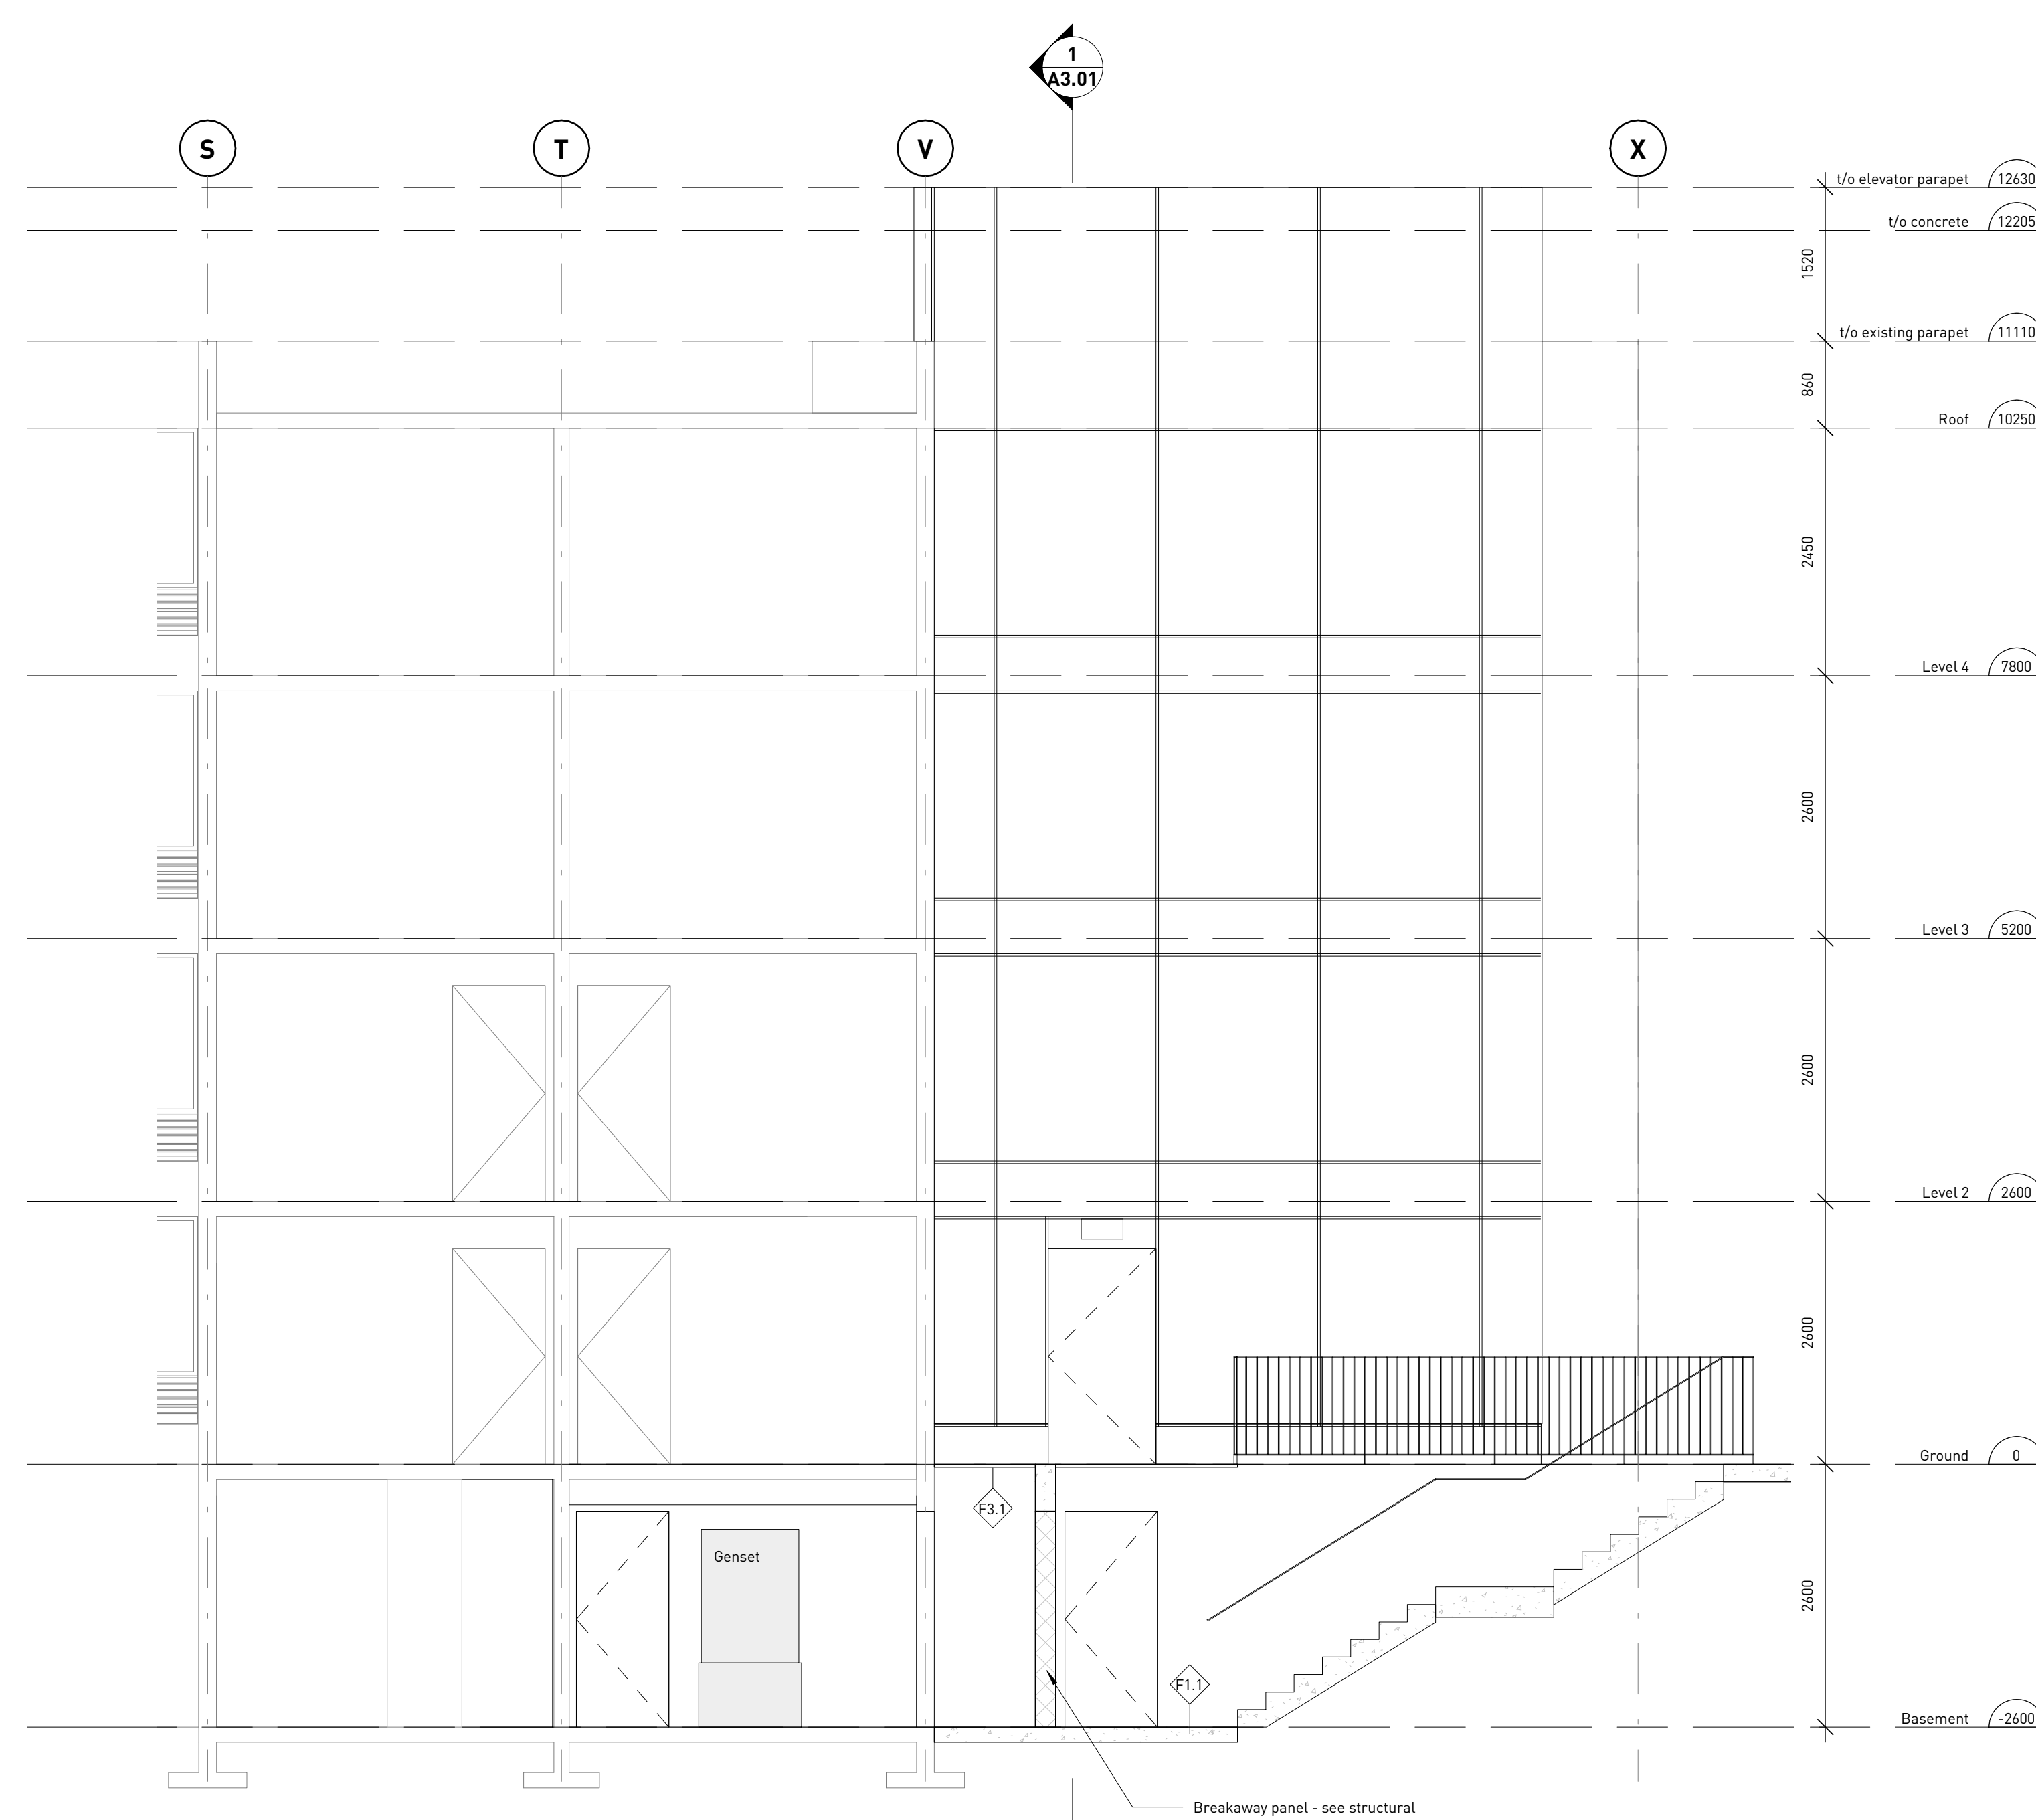 1
A3.01
S
T
V
X
t/o elevator parapet 12630
t/o concrete 12205
1520
t/o existing parapet 11110
860
Roof 10250
2450
Level 4 7800
2600
Level 3 5200
2600
Level 2 2600
2600
Ground 0
F3.1
Genset
2600
F1.1
Basement -2600
Breakaway panel - see structural